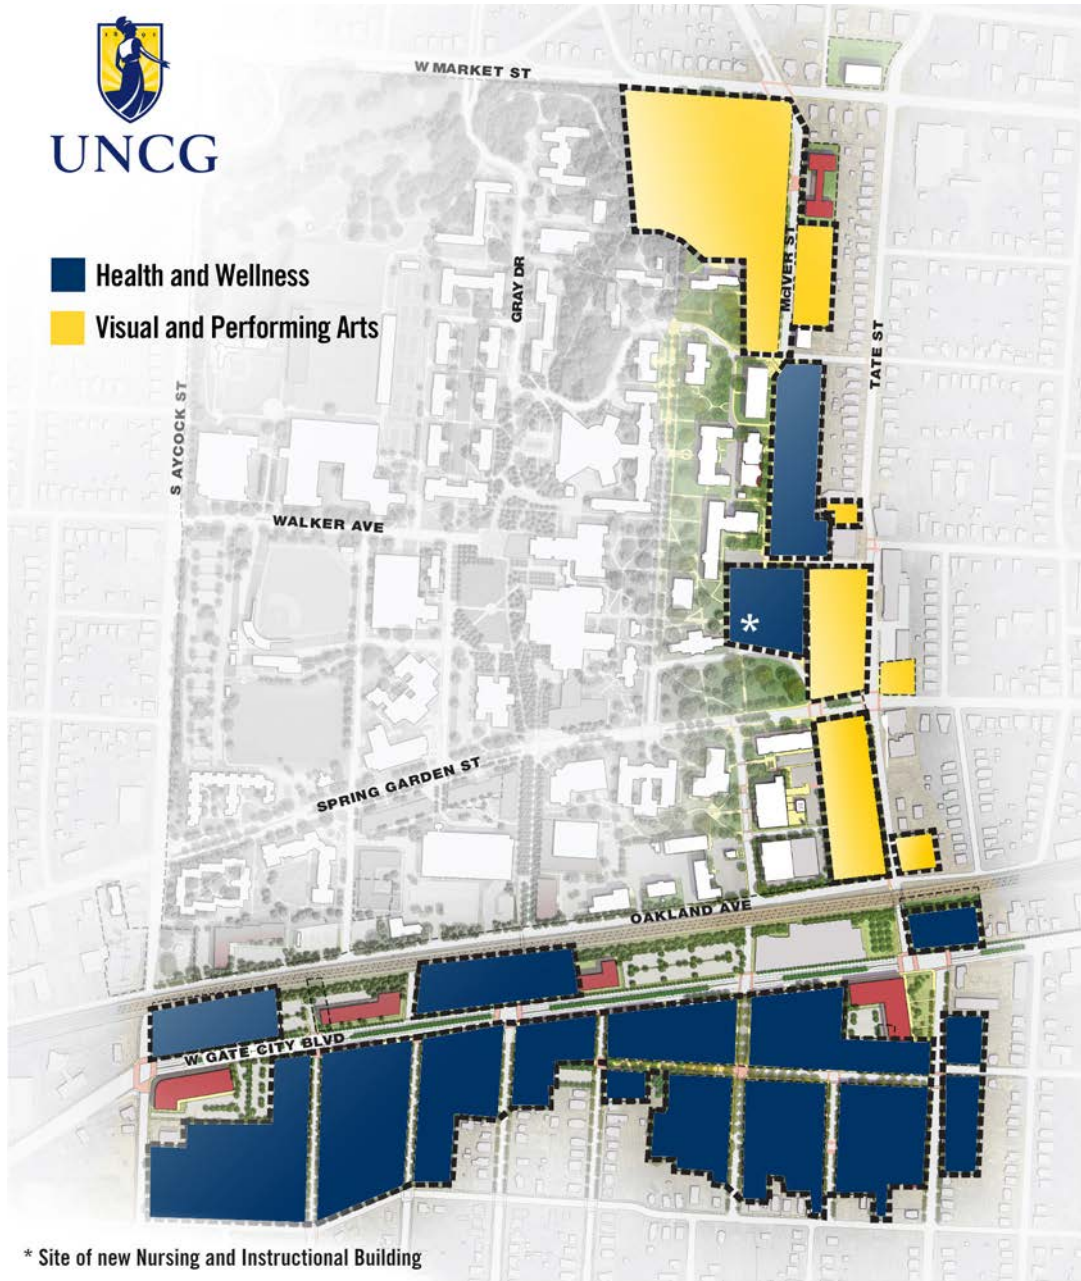 1891
UNCG
W MARKET ST
Health and Wellness
Visual and Performing Arts
GRAY DR
McIVER ST
TATE ST
S AYCOCK ST
WALKER AVE
*
SPRING GARDEN ST
OAKLAND AVE
W GATE CITY BLVD
* Site of new Nursing and Instructional Building